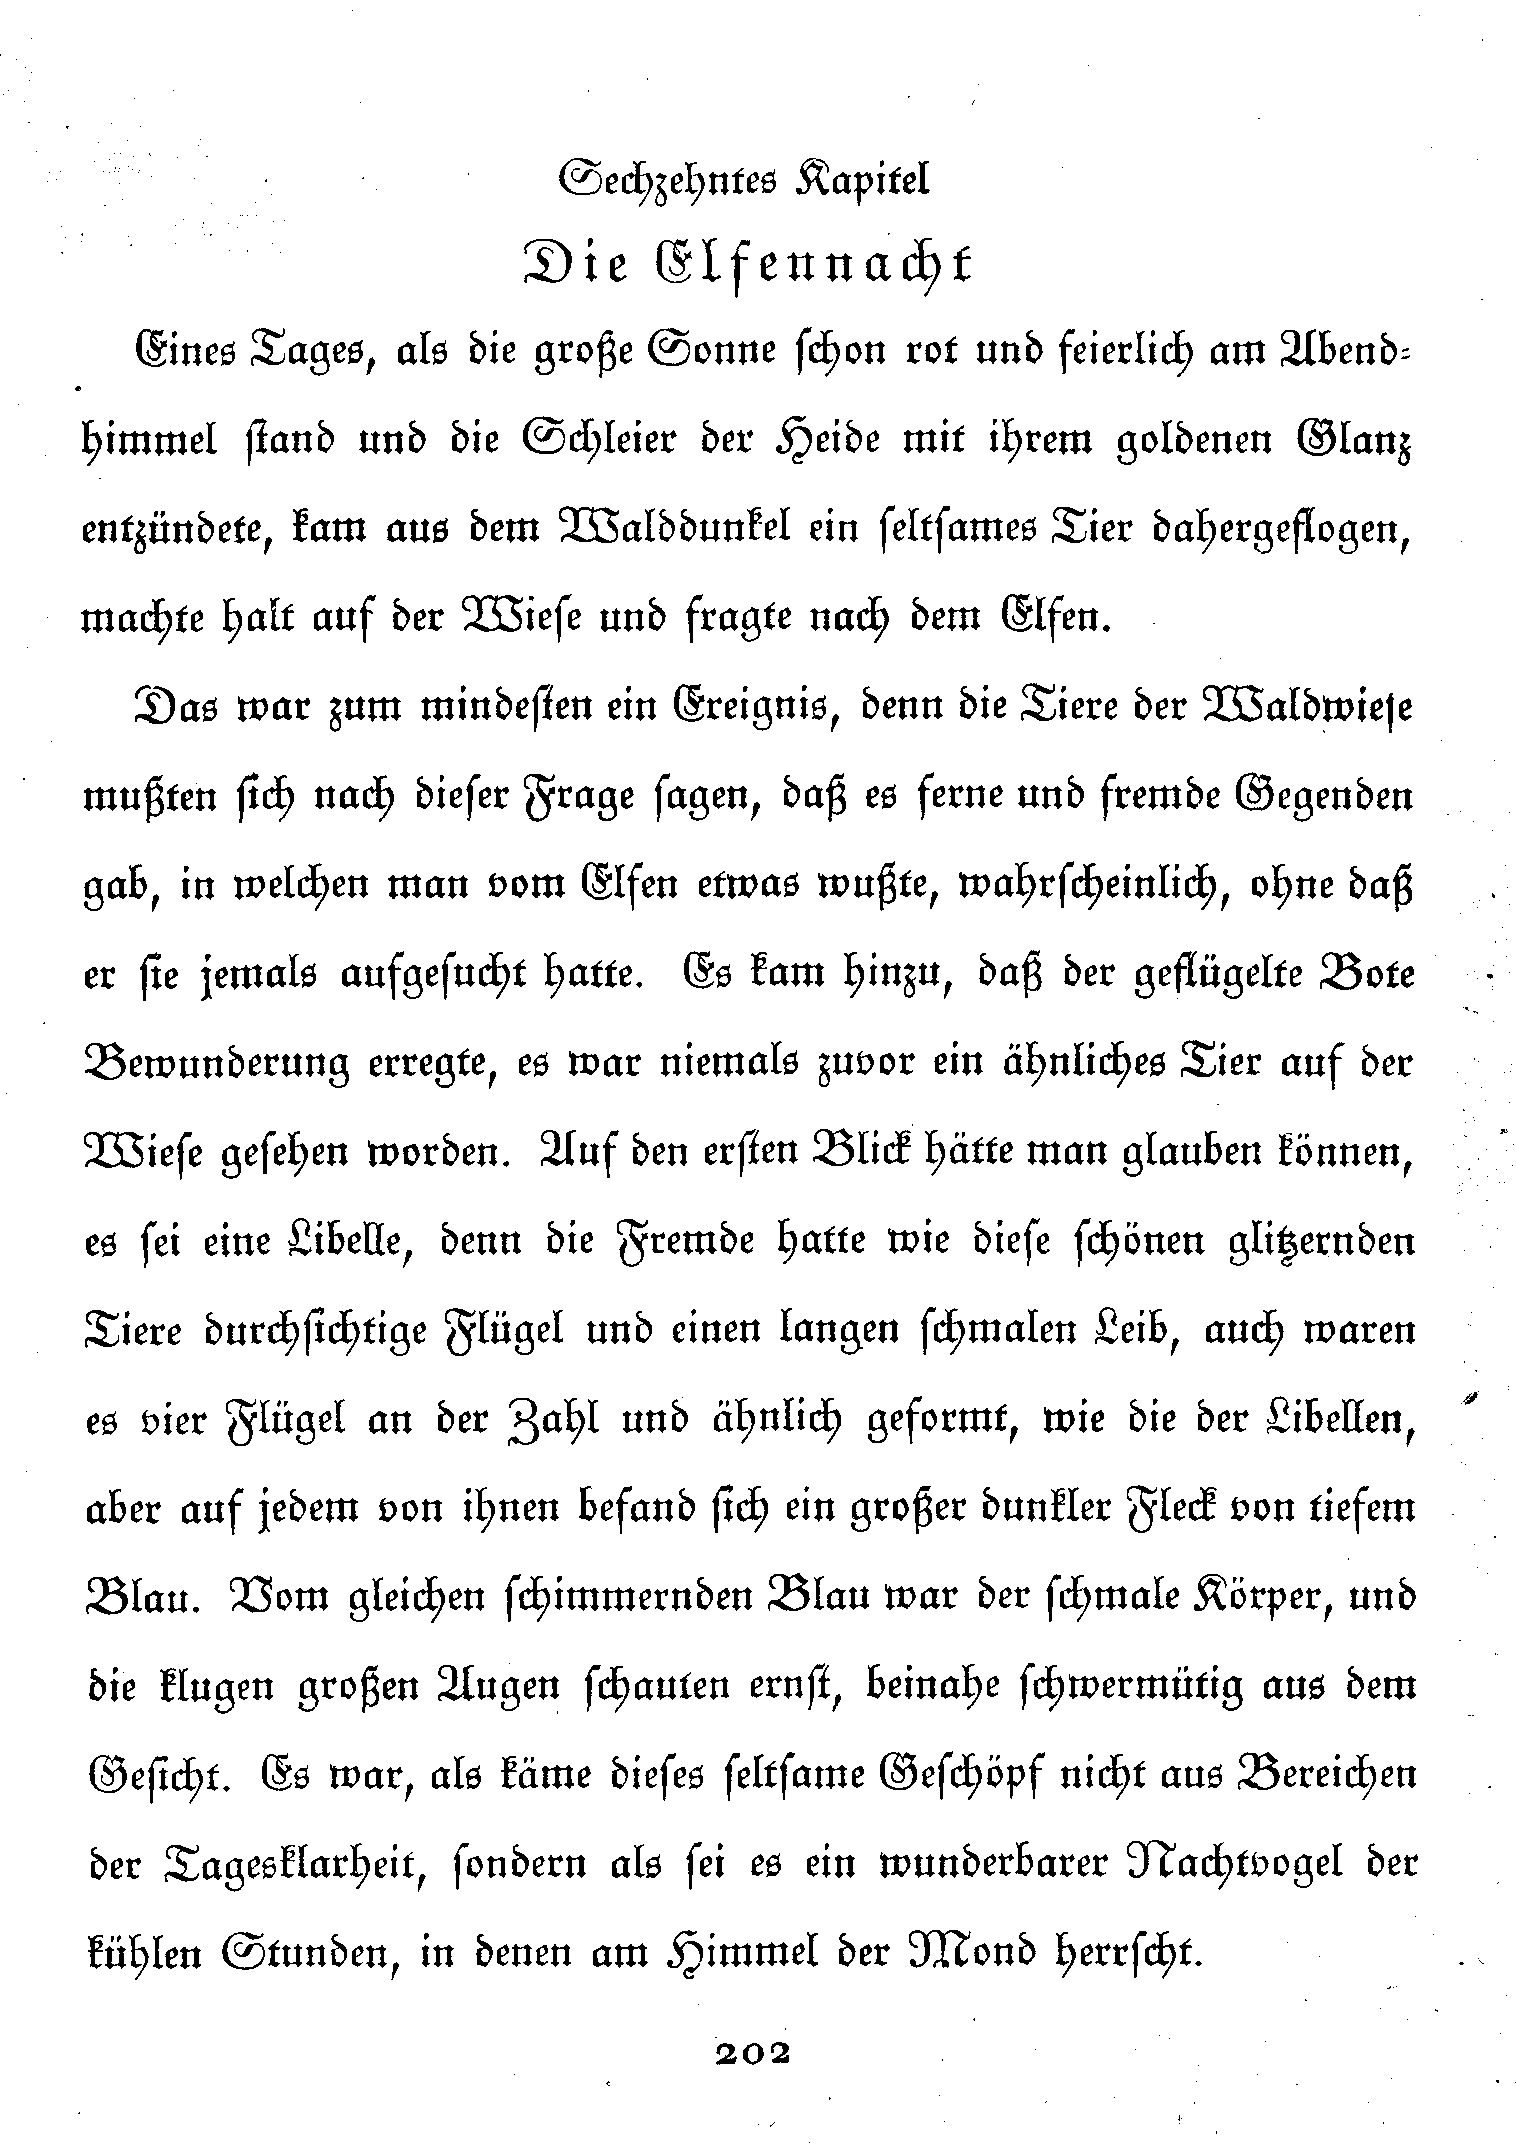 Sechzehntes Kapitel
Die Elfennacht
Eines Tages, als die große Sonne schon rot und feierlich am Abend-
himmel stand und die Schleier der Heide mit ihrem goldenen Glanz
entzündete, kam aus dem Walddunkel ein seltsames Tier dahergeflogen,
machte halt auf der Wiese und fragte nach dem Elfen.
Das war zum mindesten ein Ereignis, denn die Tiere der Waldwiese
mußten sich nach dieser Frage sagen, daß es ferne und fremde Gegenden
gab, in welchen man vom Elfen etwas wußte, wahrscheinlich, ohne daß
er sie jemals aufgesucht hatte. Es kam hinzu, daß der geflügelte Bote
Bewunderung erregte, es war niemals zuvor ein ähnliches Tier auf der
Wiese gesehen worden. Auf den ersten Blick hätte man glauben können,
es sei eine Libelle, denn die Fremde hatte wie diese schönen glitzernden
Tiere durchsichtige Flügel und einen langen schmalen Leib, auch waren
es vier Flügel an der Zahl und ähnlich geformt, wie die der Libellen,
aber auf jedem von ihnen befand sich ein großer dunkler Fleck von tiefem
Blau. Vom gleichen schimmernden Blau war der schmale Körper, und
die klugen großen Augen schauten ernst, beinahe schwermütig aus dem
Gesicht. Es war, als käme dieses seltsame Geschöpf nicht aus Bereichen
der Tagesklarheit, sondern als sei es ein wunderbarer Nachtvogel der
kühlen Stunden, in denen am Himmel der Mond herrscht.
202